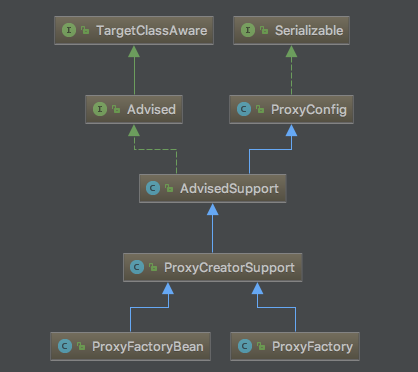 I TargetClassAware
I Serializable
I Advised
C ProxyConfig
C AdvisedSupport
C ProxyCreatorSupport
C ProxyFactoryBean
C ProxyFactory